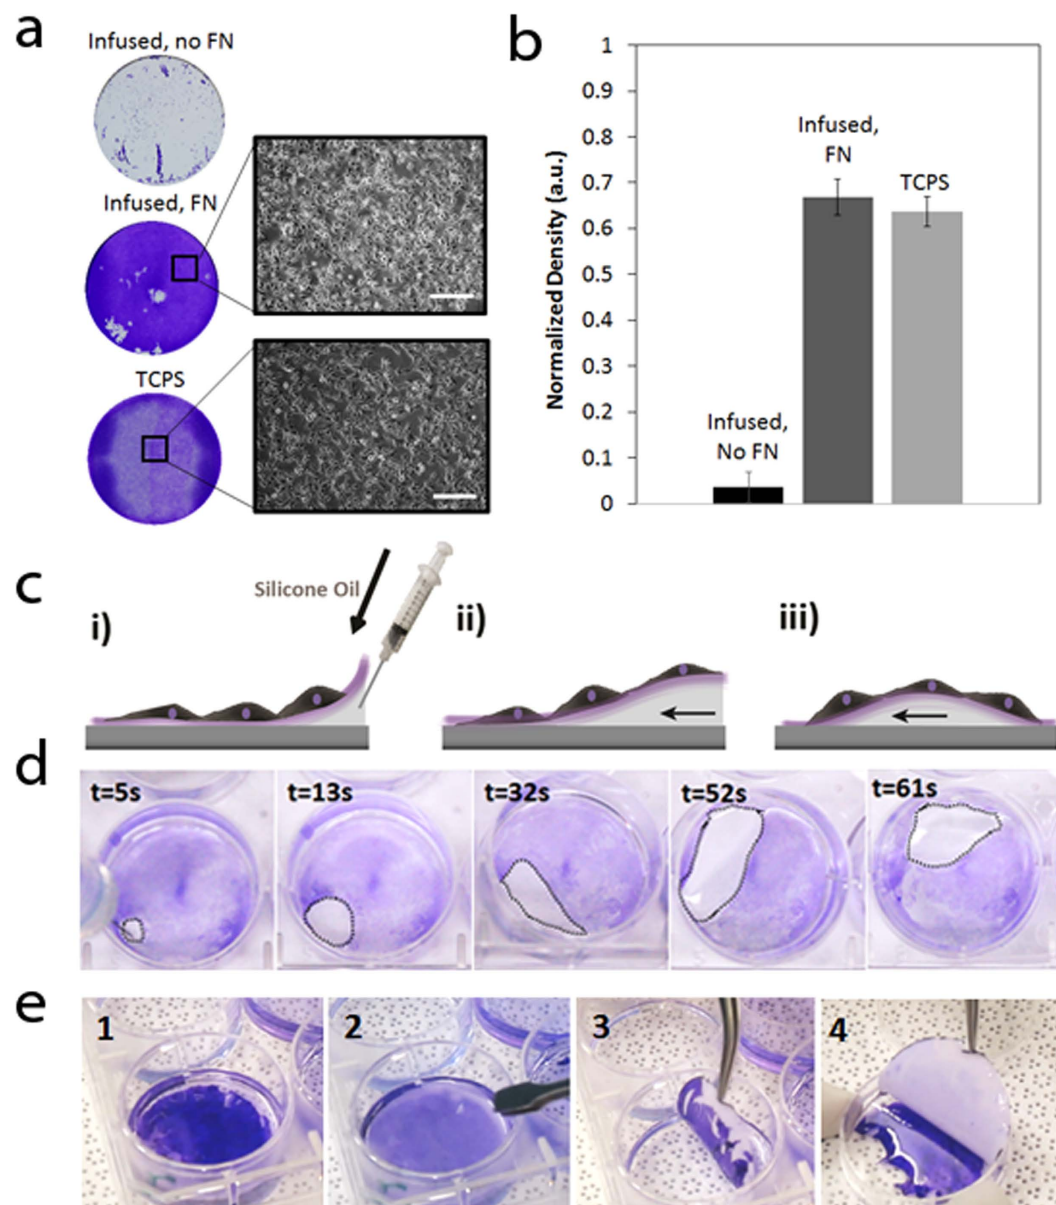 a
Infused, no FN
Infused, FN
TCPS
b
Normalized Density (a.u.)
1
0.9
0.8
0.7
0.6
0.5
0.4
0.3
0.2
0.1
0
Infused,
No FN
Infused,
FN
TCPS
c
i)
Silicone Oil
ii)
iii)
d
t=5s
t=13s
t=32s
t=52s
t=61s
e
1
2
3
4